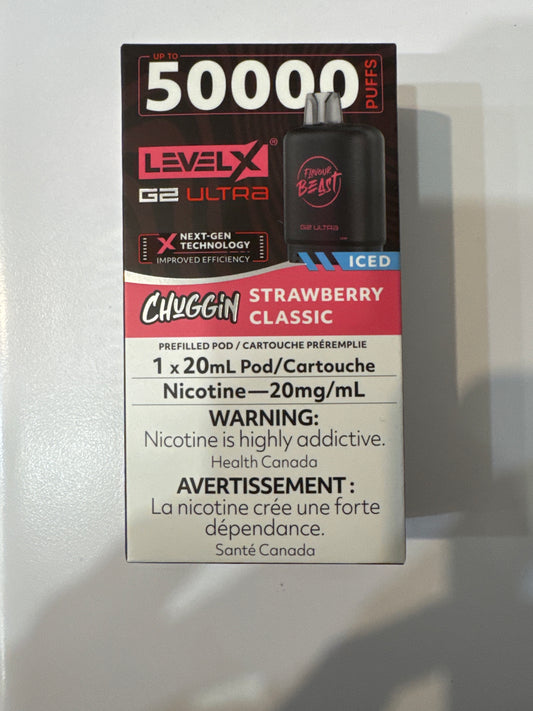 UP TO
50000 PUFFS
LEVEL X®
G2 ULTRA
FLAVOUR
BEAST
G2 ULTRA
X NEXT-GEN
TECHNOLOGY
IMPROVED EFFICIENCY
ICED
CHUGGIN STRAWBERRY
CLASSIC
PREFILLED POD / CARTOUCHE PRÉREMPLIE
1 x 20mL Pod/Cartouche
Nicotine—20mg/mL
WARNING:
Nicotine is highly addictive.
Health Canada
AVERTISSEMENT :
La nicotine crée une forte
dépendance.
Santé Canada